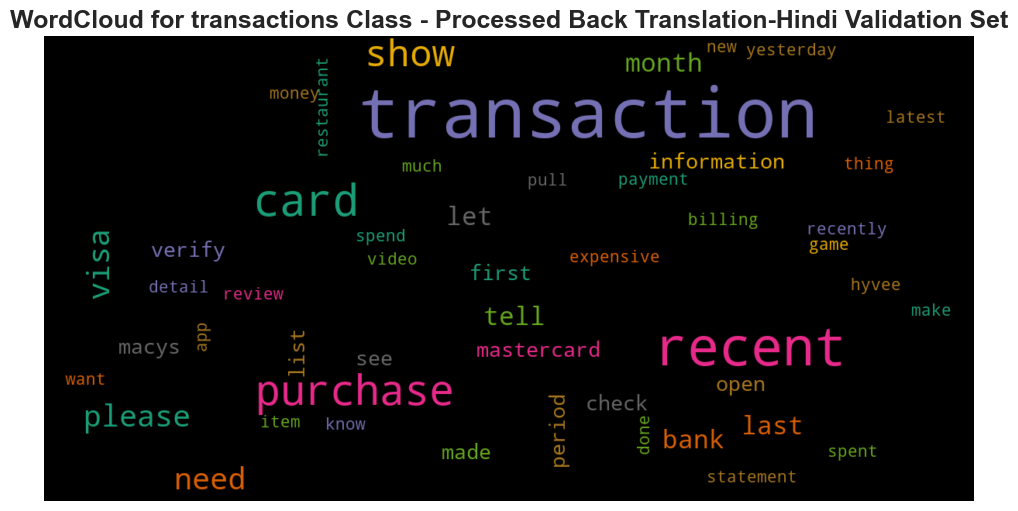 WordCloud for transactions Class - Processed Back Translation-Hindi Validation Set
show
month
new
yesterday
money
restaurant
transaction
latest
much
information
thing
pull
payment
card
let
billing
recently
game
visa
verify
spend
video
expensive
first
detail
review
hyvee
make
tell
app
macys
list
see
mastercard
recent
want
purchase
open
please
item
know
check
period
done
bank
last
made
spent
need
statement